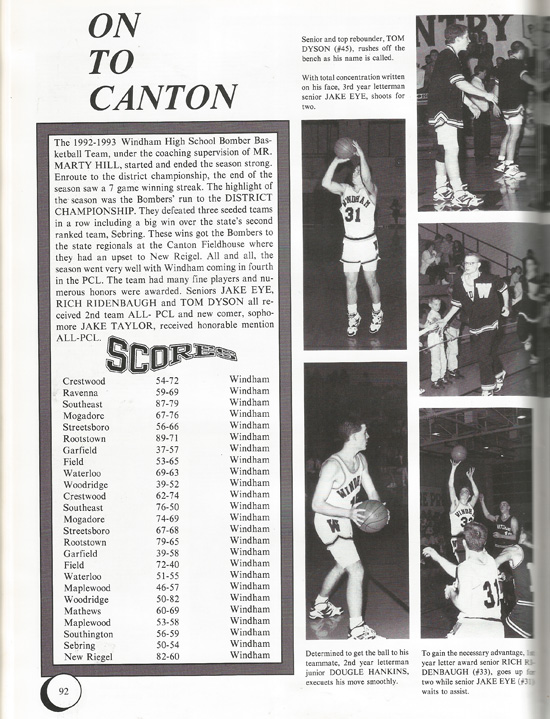 ON
TO
CANTON
The 1992-1993 Windham High School Bomber Bas-
ketball Team, under the coaching supervision of MR.
MARTY HILL, started and ended the season strong.
Enroute to the district championship, the end of the
season saw a 7 game winning streak. The highlight of
the season was the Bombers' run to the DISTRICT
CHAMPIONSHIP. They defeated three seeded teams
in a row including a big win over the state's second
ranked team, Sebring. These wins got the Bombers to
the state regionals at the Canton Fieldhouse where
they had an upset to New Reigel. All and all, the
season went very well with Windham coming in fourth
in the PCL. The team had many fine players and nu-
merous honors were awarded. Seniors JAKE EYE,
RICH RIDENBAUGH and TOM DYSON all re-
ceived 2nd team ALL- PCL and new comer, sopho-
more JAKE TAYLOR, received honorable mention
ALL-PCL.
SCORES
Crestwood 54-72 Windham
Ravenna 59-69 Windham
Southeast 87-79 Windham
Mogadore 67-76 Windham
Streetsboro 56-66 Windham
Rootstown 89-71 Windham
Garfield 37-57 Windham
Field 53-65 Windham
Waterloo 69-63 Windham
Woodridge 39-52 Windham
Crestwood 62-74 Windham
Southeast 76-50 Windham
Mogadore 74-69 Windham
Streetsboro 67-68 Windham
Rootstown 79-65 Windham
Garfield 39-58 Windham
Field 72-40 Windham
Waterloo 51-55 Windham
Maplewood 46-57 Windham
Woodridge 50-82 Windham
Mathews 60-69 Windham
Maplewood 53-58 Windham
Southington 56-59 Windham
Sebring 50-54 Windham
New Riegel 82-60 Windham
92
Senior and top rebounder, TOM
DYSON (#45), rushes off the
bench as his name is called.
With total concentration written
on his face, 3rd year letterman
senior JAKE EYE, shoots for
two.
NTRY
WINDHAM
31
W
W
31
Determined to get the ball to his
teammate, 2nd year letterman
junior DOUGLE HANKINS,
execuets his move smoothly.
To gain the necessary advantage,
year letter award senior RICH RI-
DENBAUGH (#33), goes up for
two while senior JAKE EYE (#31)
waits to assist.